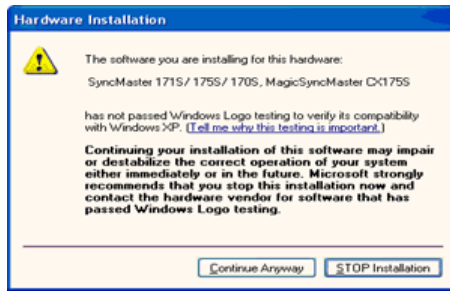 Hardware Installation
The software you are installing for this hardware:
SyncMaster 171S/ 175S/ 170S, MagicSyncMaster CX175S
has not passed Windows Logo testing to verify its compatibility
with Windows XP. (Tell me why this testing is important.)
Continuing your installation of this software may impair
or destabilize the correct operation of your system
either immediately or in the future. Microsoft strongly
recommends that you stop this installation now and
contact the hardware vendor for software that has
passed Windows Logo testing.
Continue Anyway STOP Installation